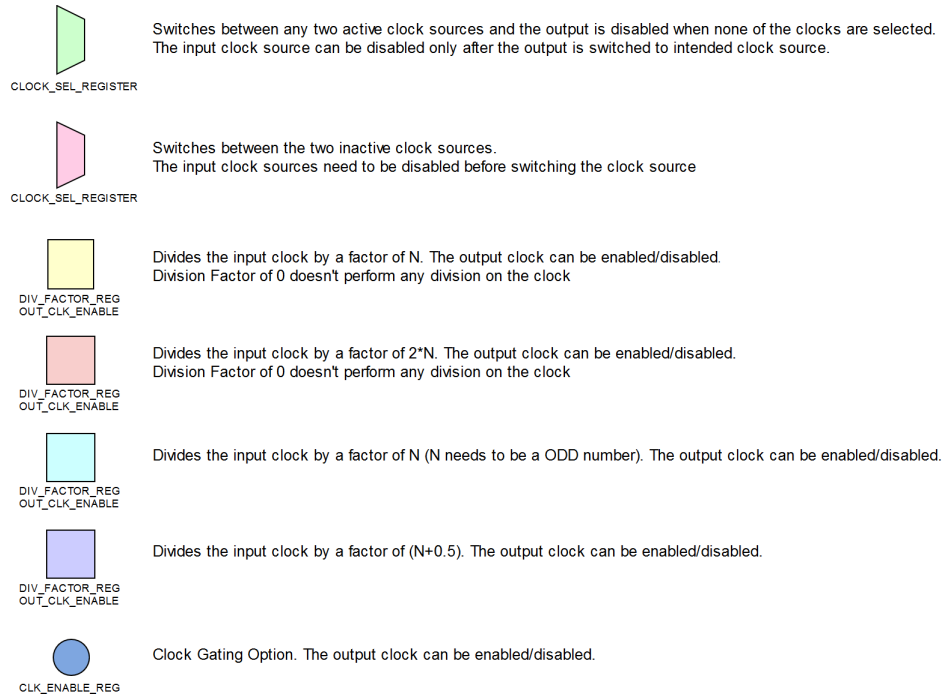 Switches between any two active clock sources and the output is disabled when none of the clocks are selected.
The input clock source can be disabled only after the output is switched to intended clock source.
CLOCK_SEL_REGISTER
Switches between the two inactive clock sources.
The input clock sources need to be disabled before switching the clock source
CLOCK_SEL_REGISTER
Divides the input clock by a factor of N. The output clock can be enabled/disabled.
Division Factor of 0 doesn't perform any division on the clock
DIV_FACTOR_REG
OUT_CLK_ENABLE
Divides the input clock by a factor of 2*N. The output clock can be enabled/disabled.
Division Factor of 0 doesn't perform any division on the clock
DIV_FACTOR_REG
OUT_CLK_ENABLE
Divides the input clock by a factor of N (N needs to be a ODD number). The output clock can be enabled/disabled.
DIV_FACTOR_REG
OUT_CLK_ENABLE
Divides the input clock by a factor of (N+0.5). The output clock can be enabled/disabled.
DIV_FACTOR_REG
OUT_CLK_ENABLE
Clock Gating Option. The output clock can be enabled/disabled.
CLK_ENABLE_REG